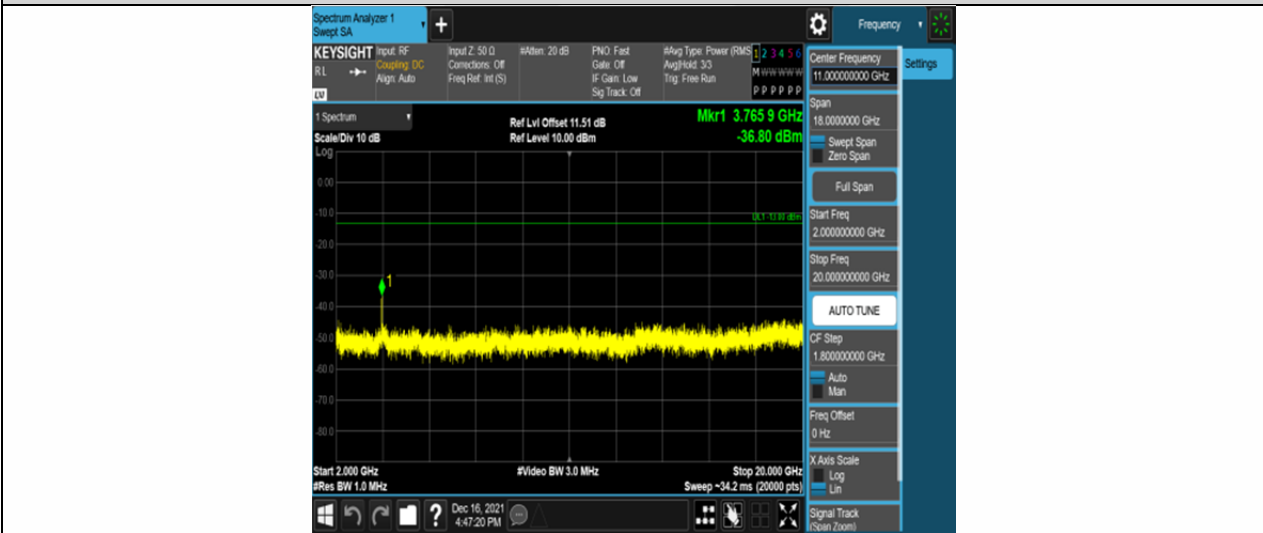 Spectrum Analyzer 1
Swept SA
+
Frequency
KEYSIGHT
RL
LV
Input: RF
Coupling: DC
Align: Auto
Input Z: 50 Ω
Corrections: Off
Freq Ref: Int (S)
#Atten: 20 dB
PNO: Fast
Gate: Off
IF Gain: Low
Sig Track: Off
#Avg Type: Power (RMS
Avg|Hold: 3/3
Trig: Free Run
1 2 3 4 5 6
M W W W W W
P P P P P P
1 Spectrum
Scale/Div 10 dB
Log
Ref Lvl Offset 11.51 dB
Ref Level 10.00 dBm
Mkr1 3.765 9 GHz
-36.80 dBm
0.00
-10.0
-20.0
-30.0
-40.0
-50.0
-60.0
-70.0
-80.0
DL1 -13.00 dBm
1
Start 2.000 GHz
#Res BW 1.0 MHz
#Video BW 3.0 MHz
Stop 20.000 GHz
Sweep ~34.2 ms (20000 pts)
?
Dec 16, 2021
4:47:20 PM
Center Frequency
11.000000000 GHz
Settings
Span
18.0000000 GHz
Swept Span
Zero Span
Full Span
Start Freq
2.000000000 GHz
Stop Freq
20.000000000 GHz
AUTO TUNE
CF Step
1.800000000 GHz
Auto
Man
Freq Offset
0 Hz
X Axis Scale
Log
Lin
Signal Track
(Span Zoom)